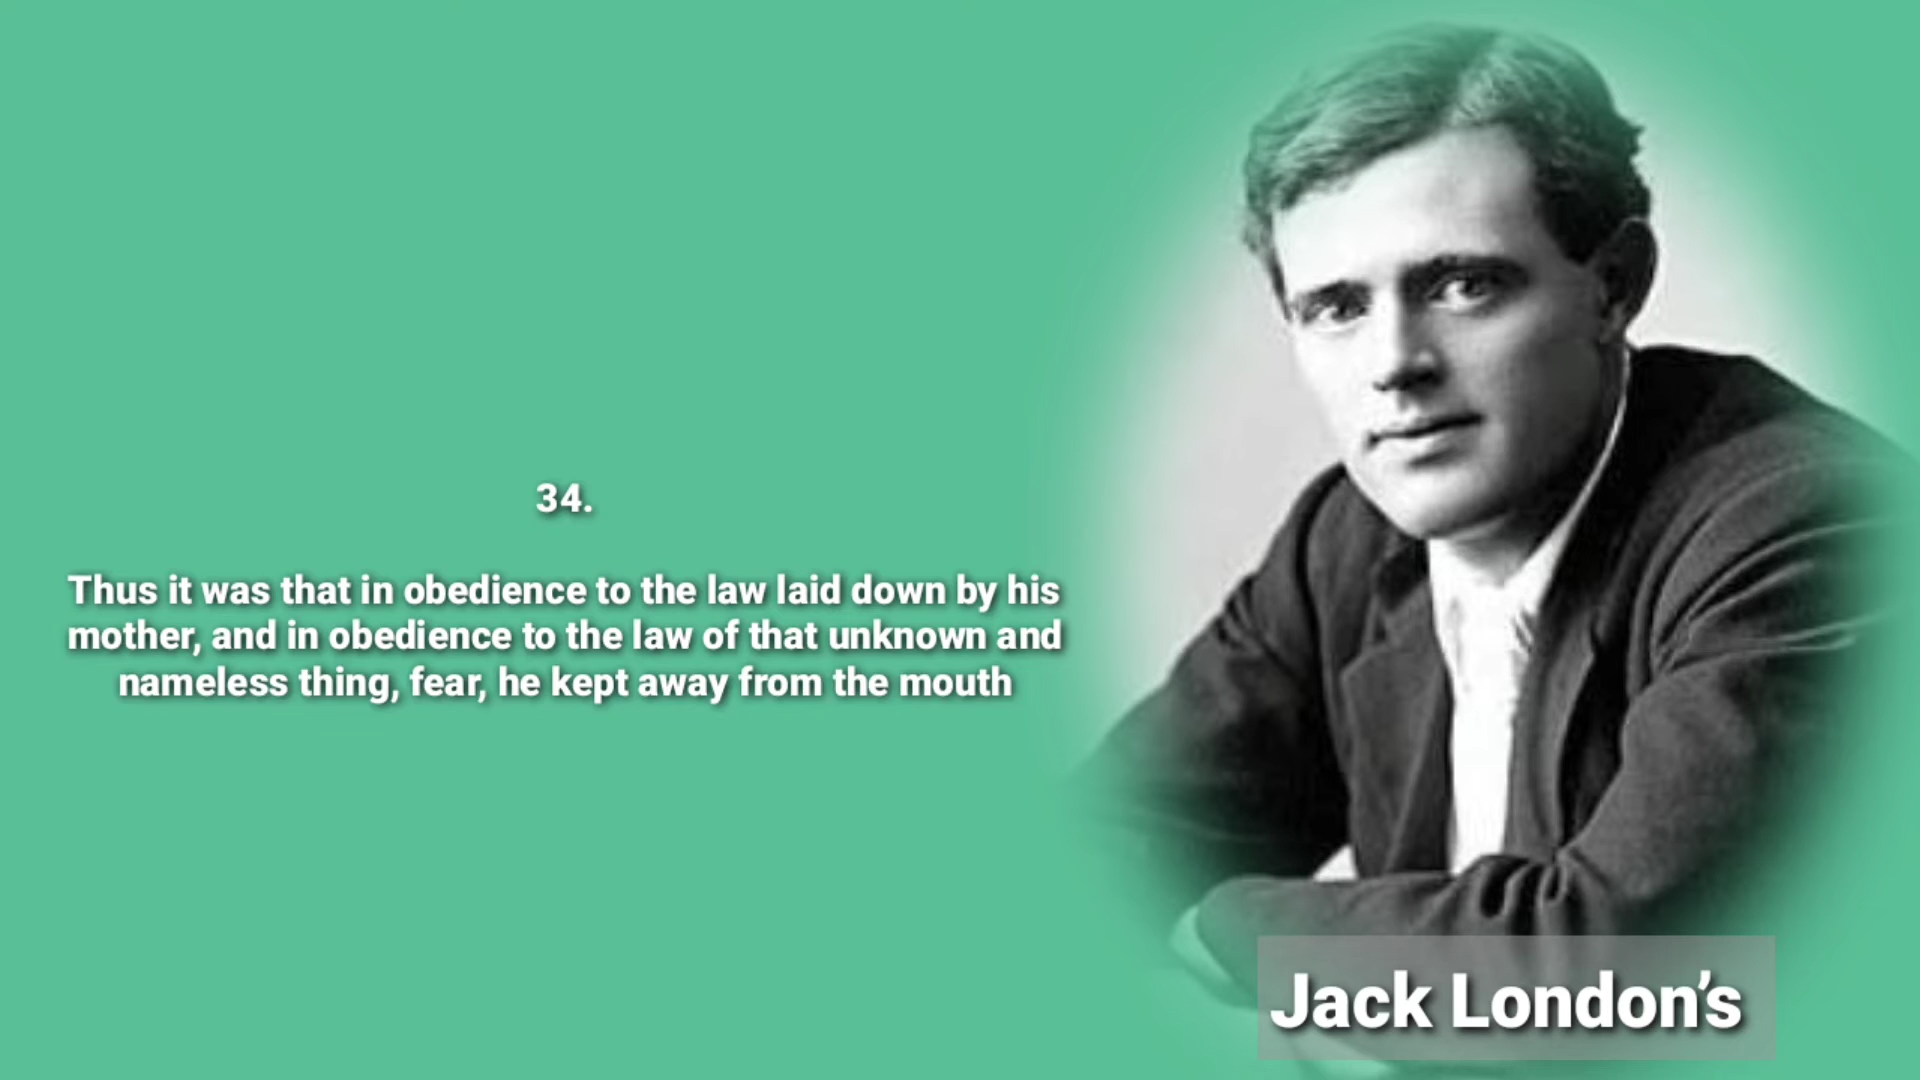 34.
Thus it was that in obedience to the law laid down by his
mother, and in obedience to the law of that unknown and
nameless thing, fear, he kept away from the mouth
Jack London’s